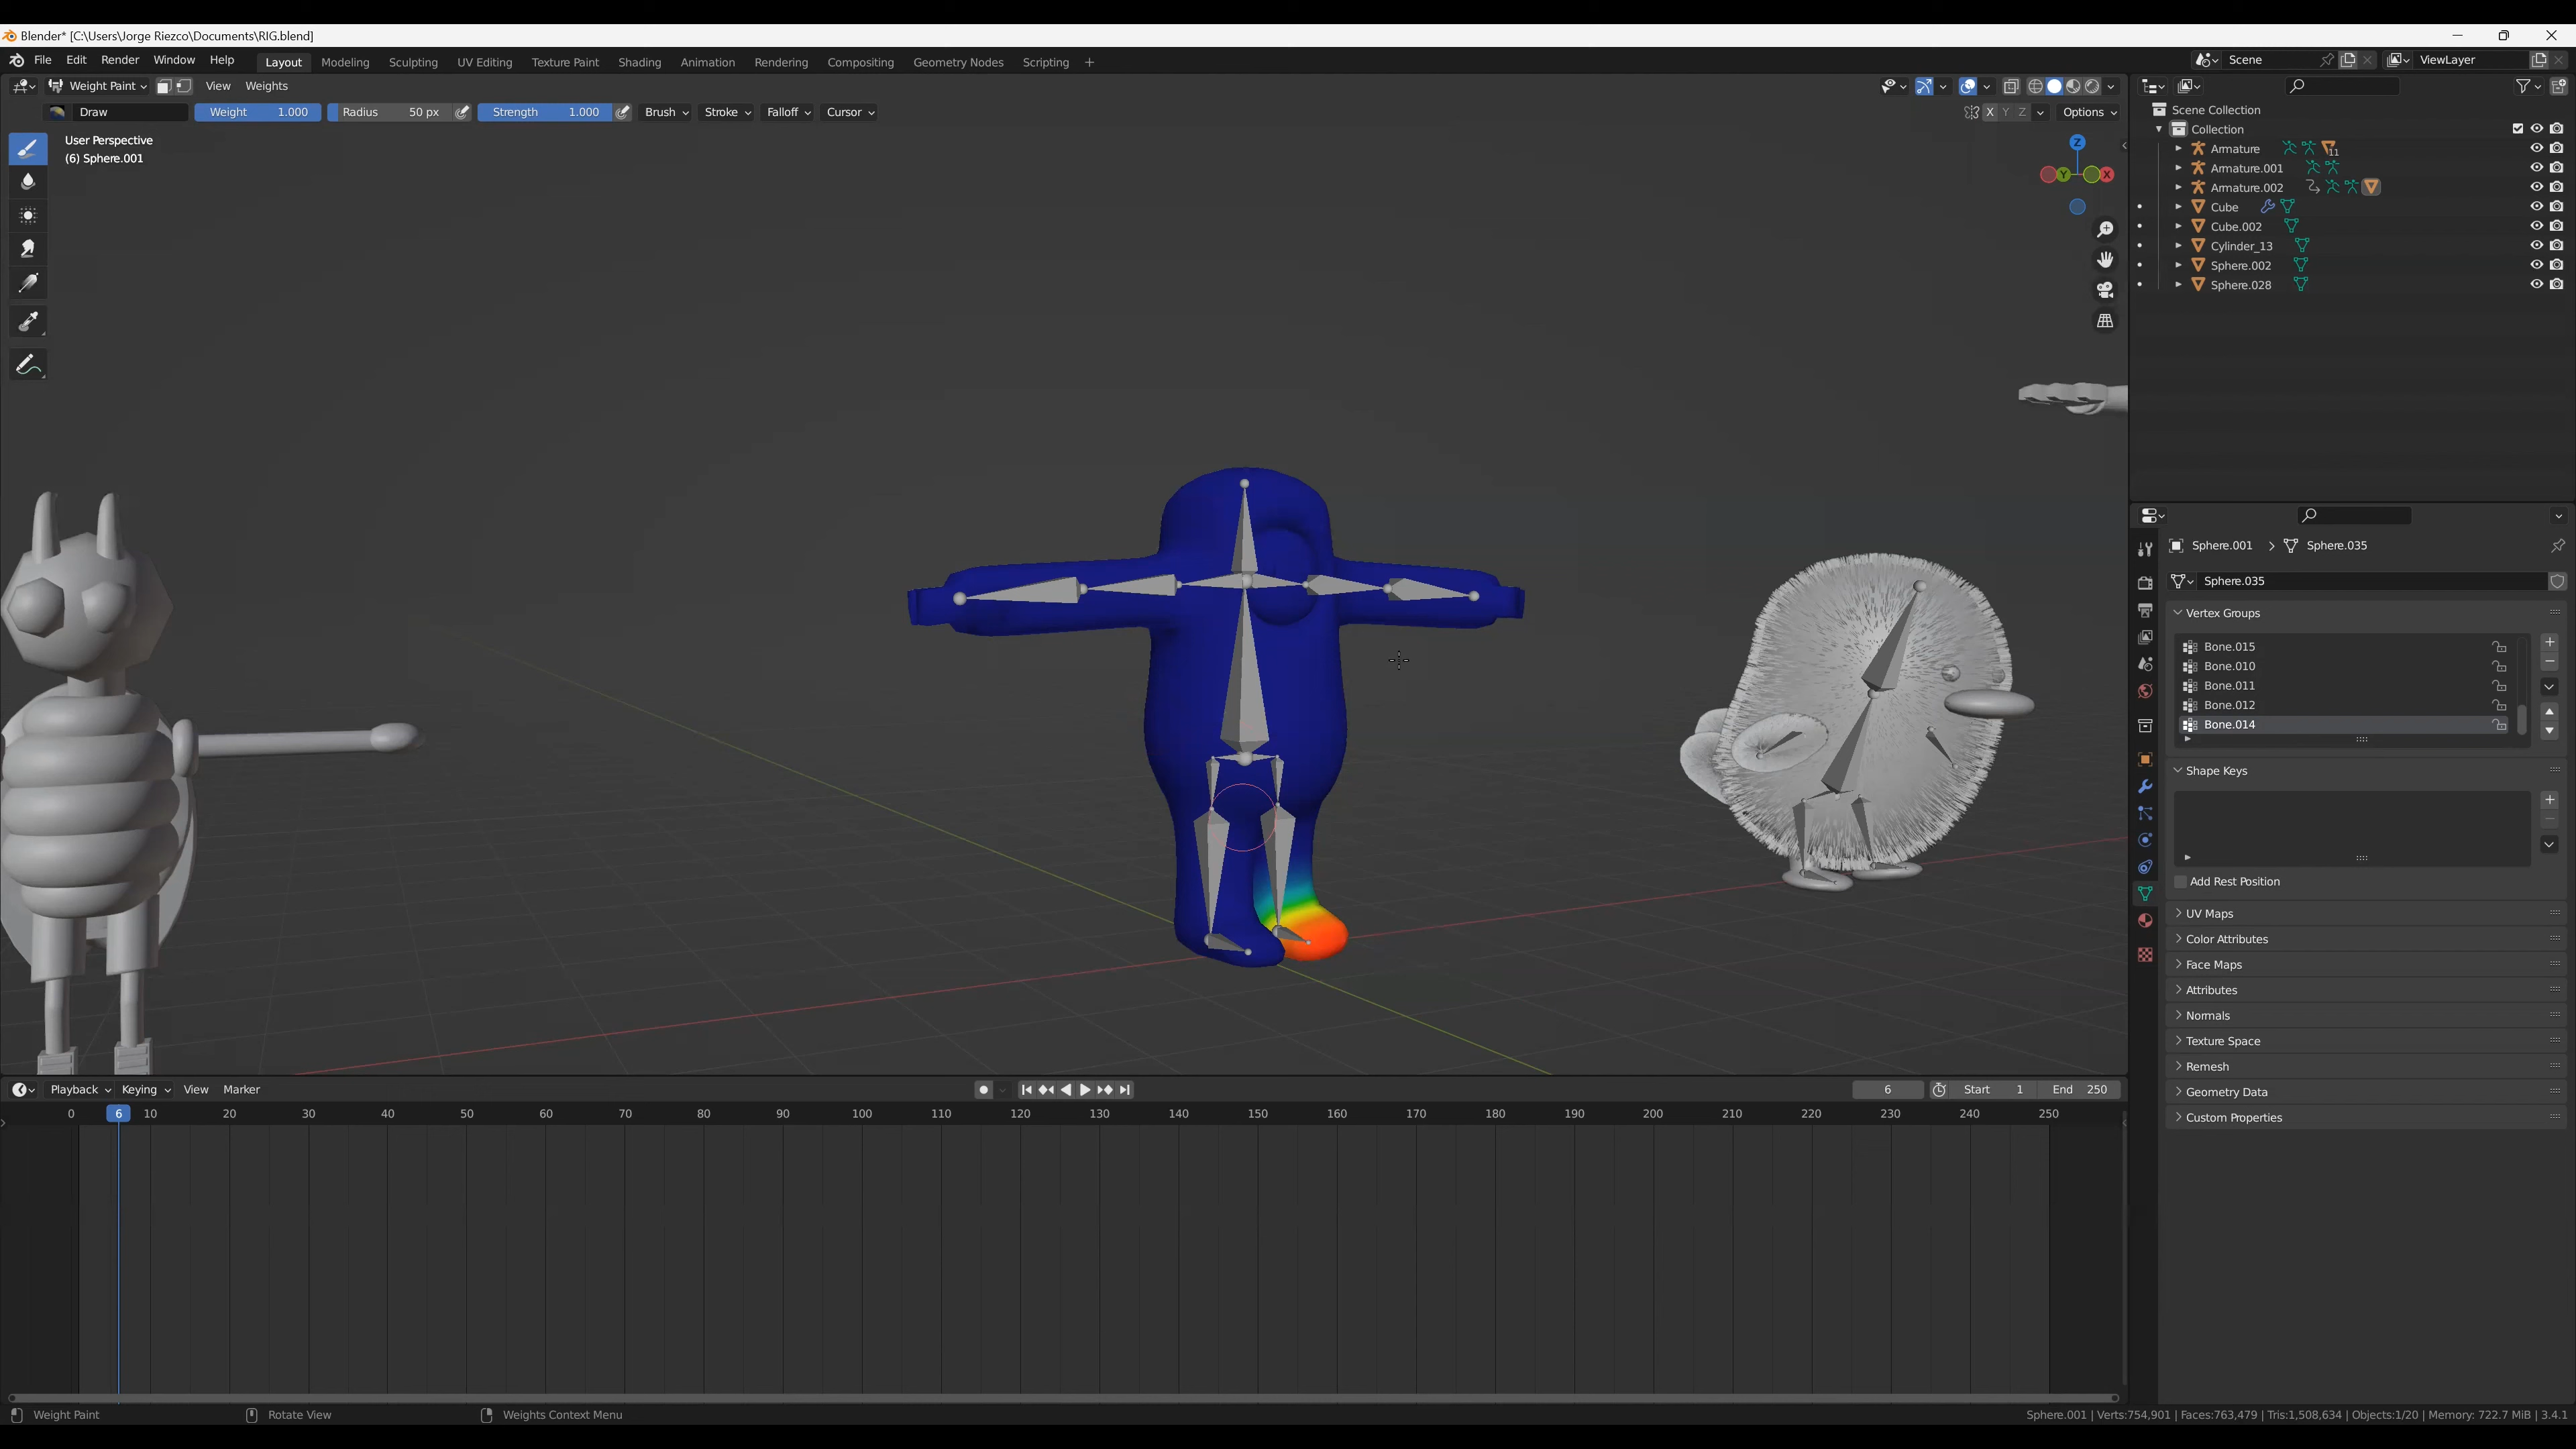 Blender* [C:\Users\Jorge Riezco\Documents\RIG.blend]
File Edit Render Window Help Layout Modeling Sculpting UV Editing Texture Paint Shading Animation Rendering Compositing Geometry Nodes Scripting + Scene ViewLayer
Weight Paint View Weights
Draw Weight 1.000 Radius 50 px Strength 1.000 Brush Stroke Falloff Cursor X Y Z Options
User Perspective
(6) Sphere.001
Z
Y X
Scene Collection
Collection
Armature 11
Armature.001
Armature.002
Cube
Cube.002
Cylinder_13
Sphere.002
Sphere.028
Sphere.001 > Sphere.035
Sphere.035
Vertex Groups
Bone.015
Bone.010
Bone.011
Bone.012
Bone.014
Shape Keys
Add Rest Position
UV Maps
Color Attributes
Face Maps
Attributes
Normals
Texture Space
Remesh
Geometry Data
Custom Properties
Playback Keying View Marker 6 Start 1 End 250
0 6 10 20 30 40 50 60 70 80 90 100 110 120 130 140 150 160 170 180 190 200 210 220 230 240 250
Weight Paint Rotate View Weights Context Menu Sphere.001 | Verts:754,901 | Faces:763,479 | Tris:1,508,634 | Objects:1/20 | Memory: 722.7 MiB | 3.4.1